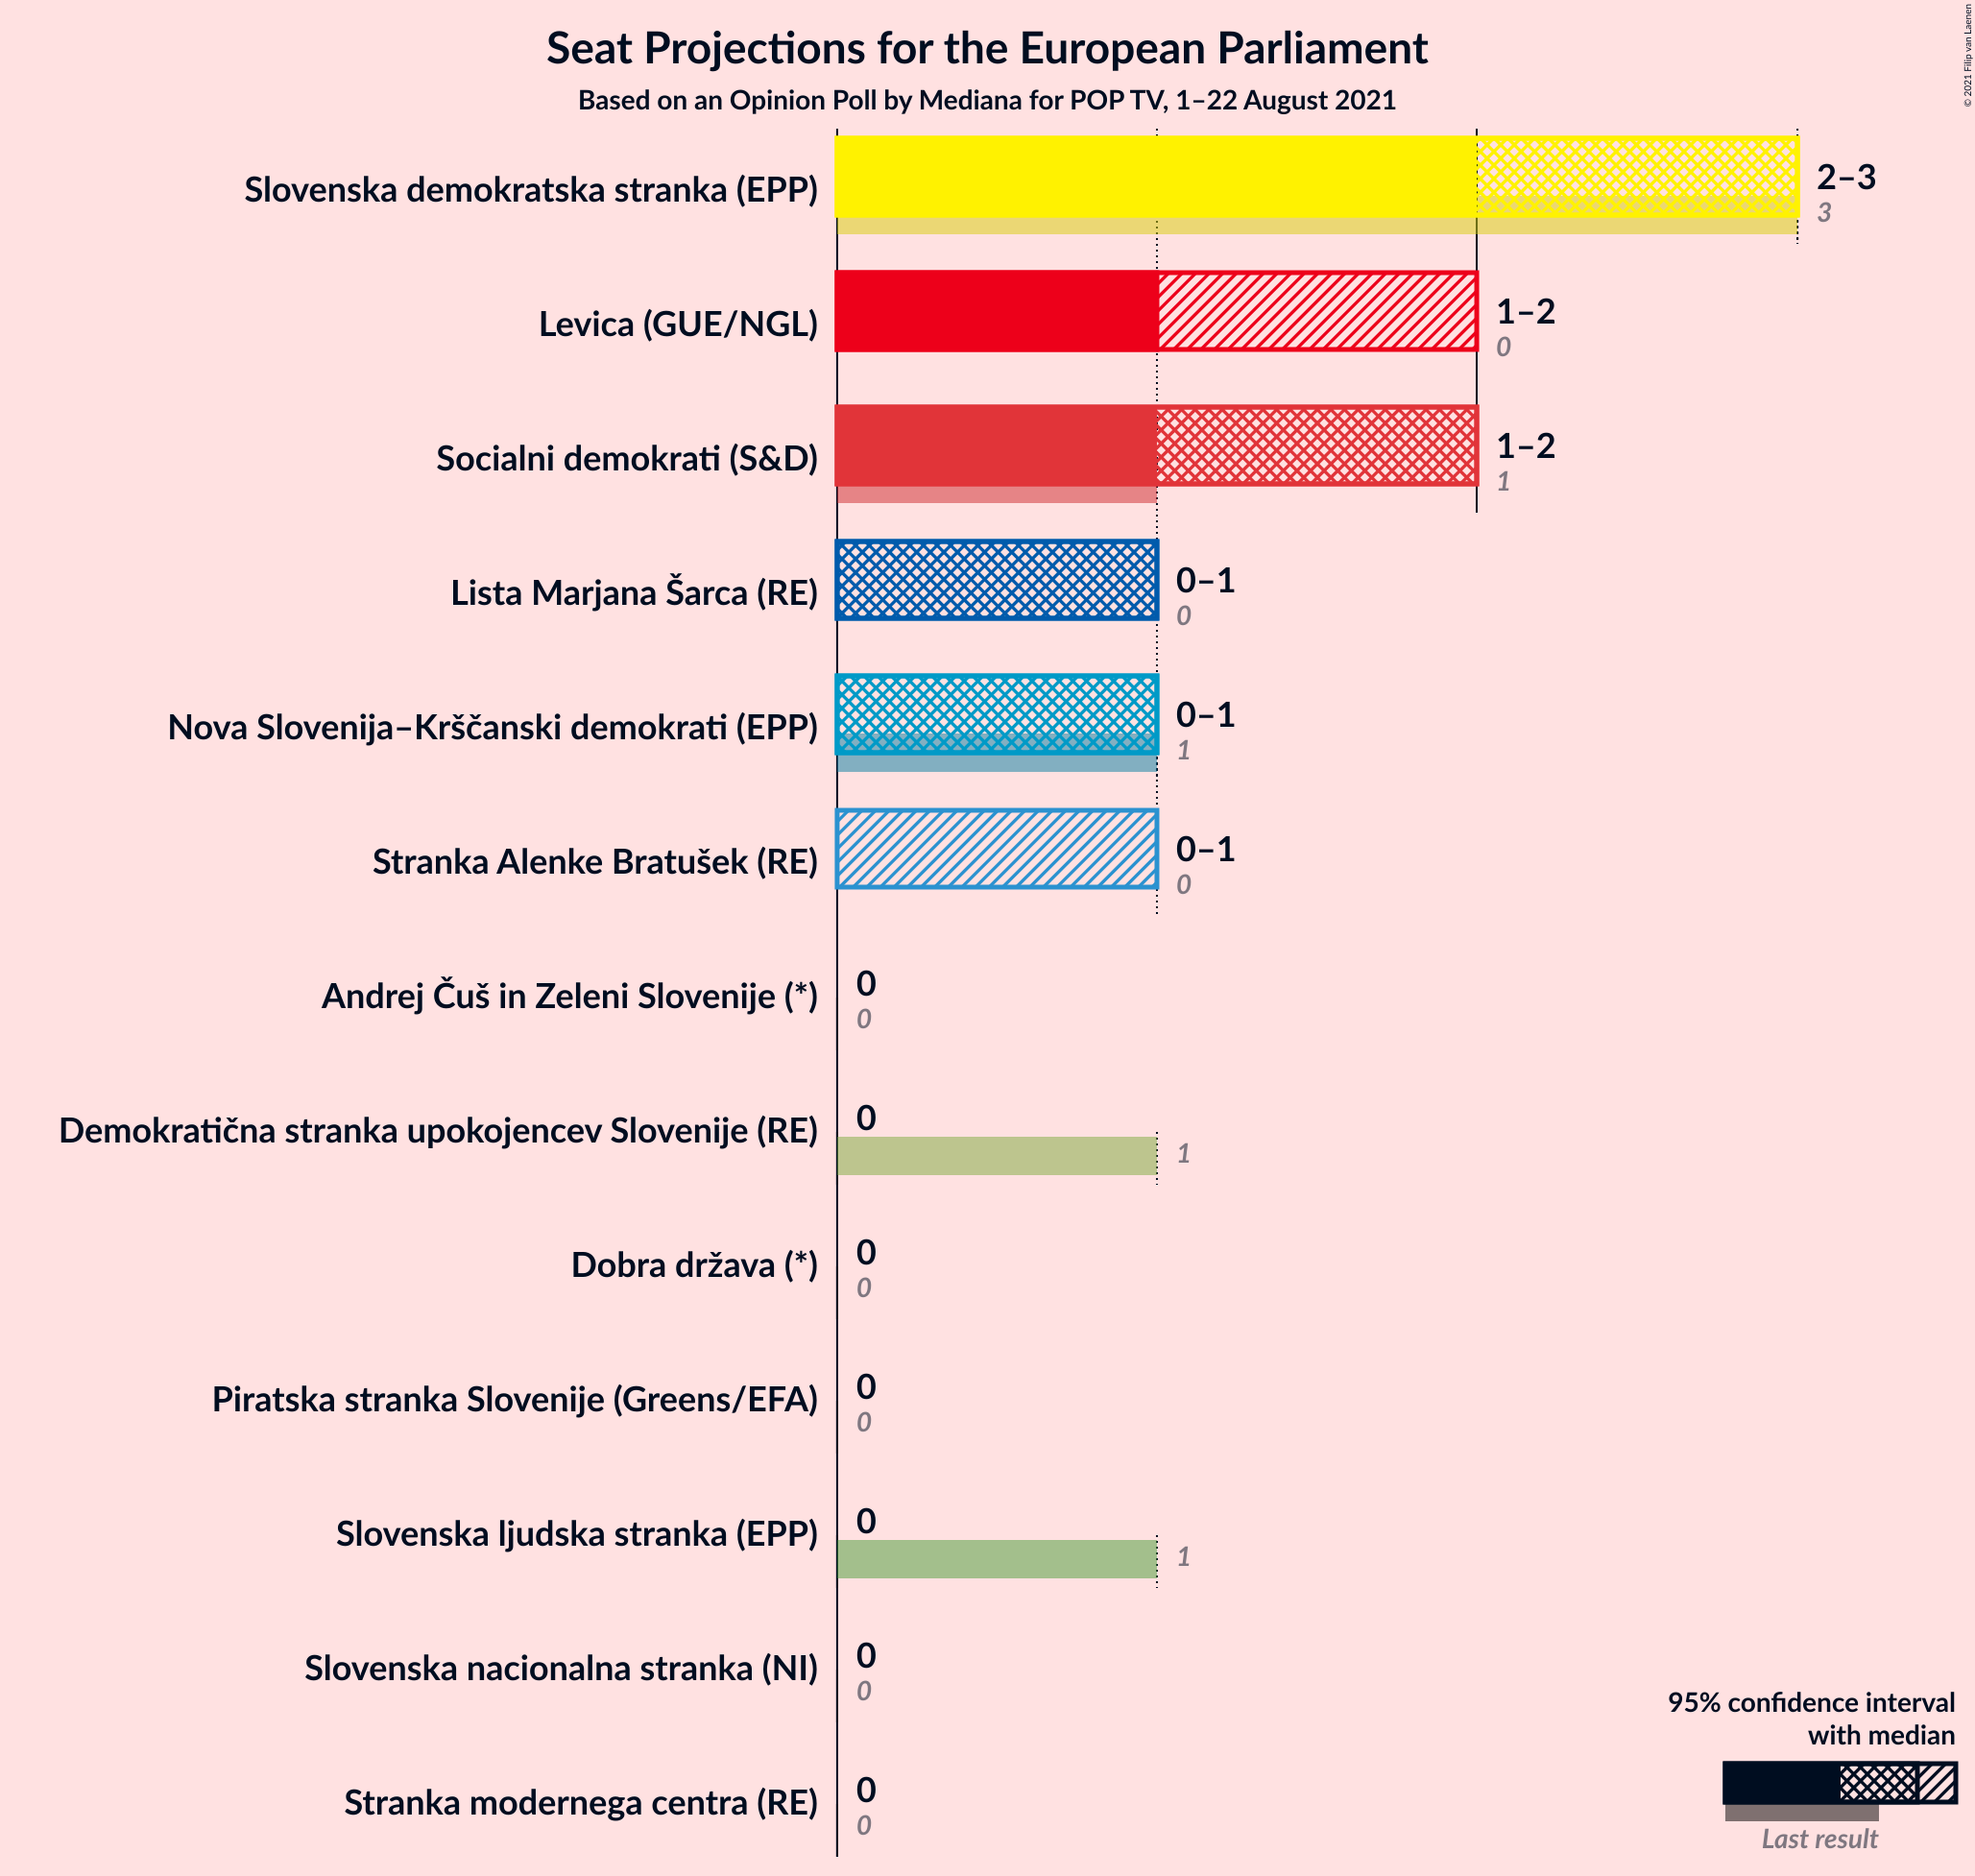 Seat Projections for the European Parliament
Based on an Opinion Poll by Mediana for POP TV, 1–22 August 2021
© 2021 Filip van Laenen
Slovenska demokratska stranka (EPP)
2–3
3
Levica (GUE/NGL)
1–2
0
Socialni demokrati (S&D)
1–2
1
Lista Marjana Šarca (RE)
0–1
0
Nova Slovenija–Krščanski demokrati (EPP)
0–1
1
Stranka Alenke Bratušek (RE)
0–1
0
Andrej Čuš in Zeleni Slovenije (*)
0
0
Demokratična stranka upokojencev Slovenije (RE)
0
1
Dobra država (*)
0
0
Piratska stranka Slovenije (Greens/EFA)
0
0
Slovenska ljudska stranka (EPP)
0
1
Slovenska nacionalna stranka (NI)
0
0
Stranka modernega centra (RE)
0
0
95% confidence interval
with median
Last result